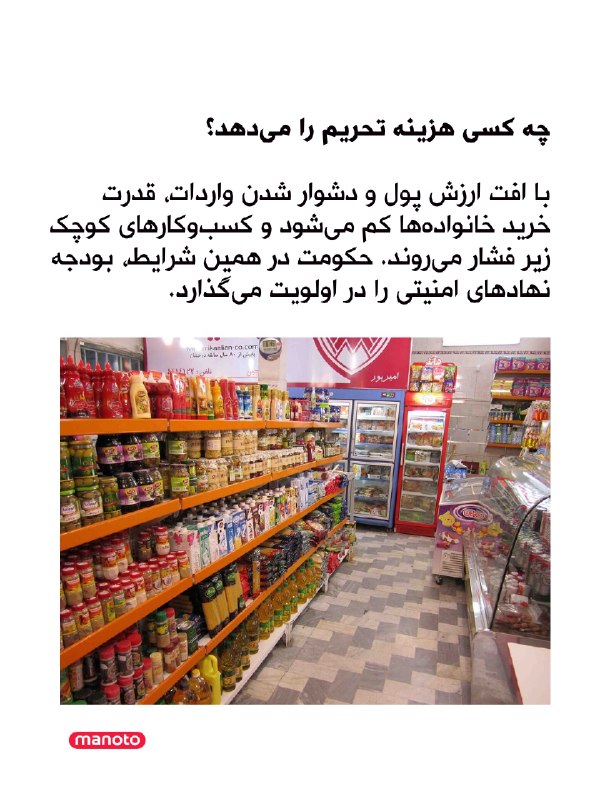 چه کسی هزینه تحریم را می‌دهد؟
با افت ارزش پول و دشوار شدن واردات، قدرت
خرید خانواده‌ها کم می‌شود و کسب‌وکارهای کوچک
زیر فشار می‌روند. حکومت در همین شرایط، بودجه
نهادهای امنیتی را در اولویت می‌گذارد.
امیرپور
manoto